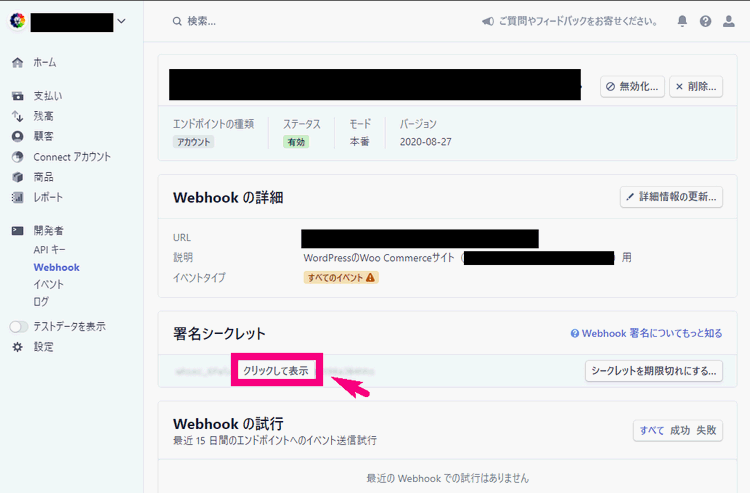 検索...
ご質問やフィードバックをお寄せください。
ホーム
支払い
残高
顧客
Connect アカウント
商品
レポート
開発者
API キー
Webhook
イベント
ログ
テストデータを表示
設定
無効化...
削除...
エンドポイントの種類 ステータス モード バージョン
アカウント 有効 本番 2020-08-27
Webhook の詳細
詳細情報の更新...
URL
説明 WordPressのWoo Commerceサイト（ ）用
イベントタイプ すべてのイベント
署名シークレット
Webhook 署名についてもっと知る
クリックして表示
シークレットを期限切れにする...
Webhook の試行
最近 15 日間のエンドポイントへのイベント送信試行
すべて 成功 失敗
最近の Webhook での試行はありません